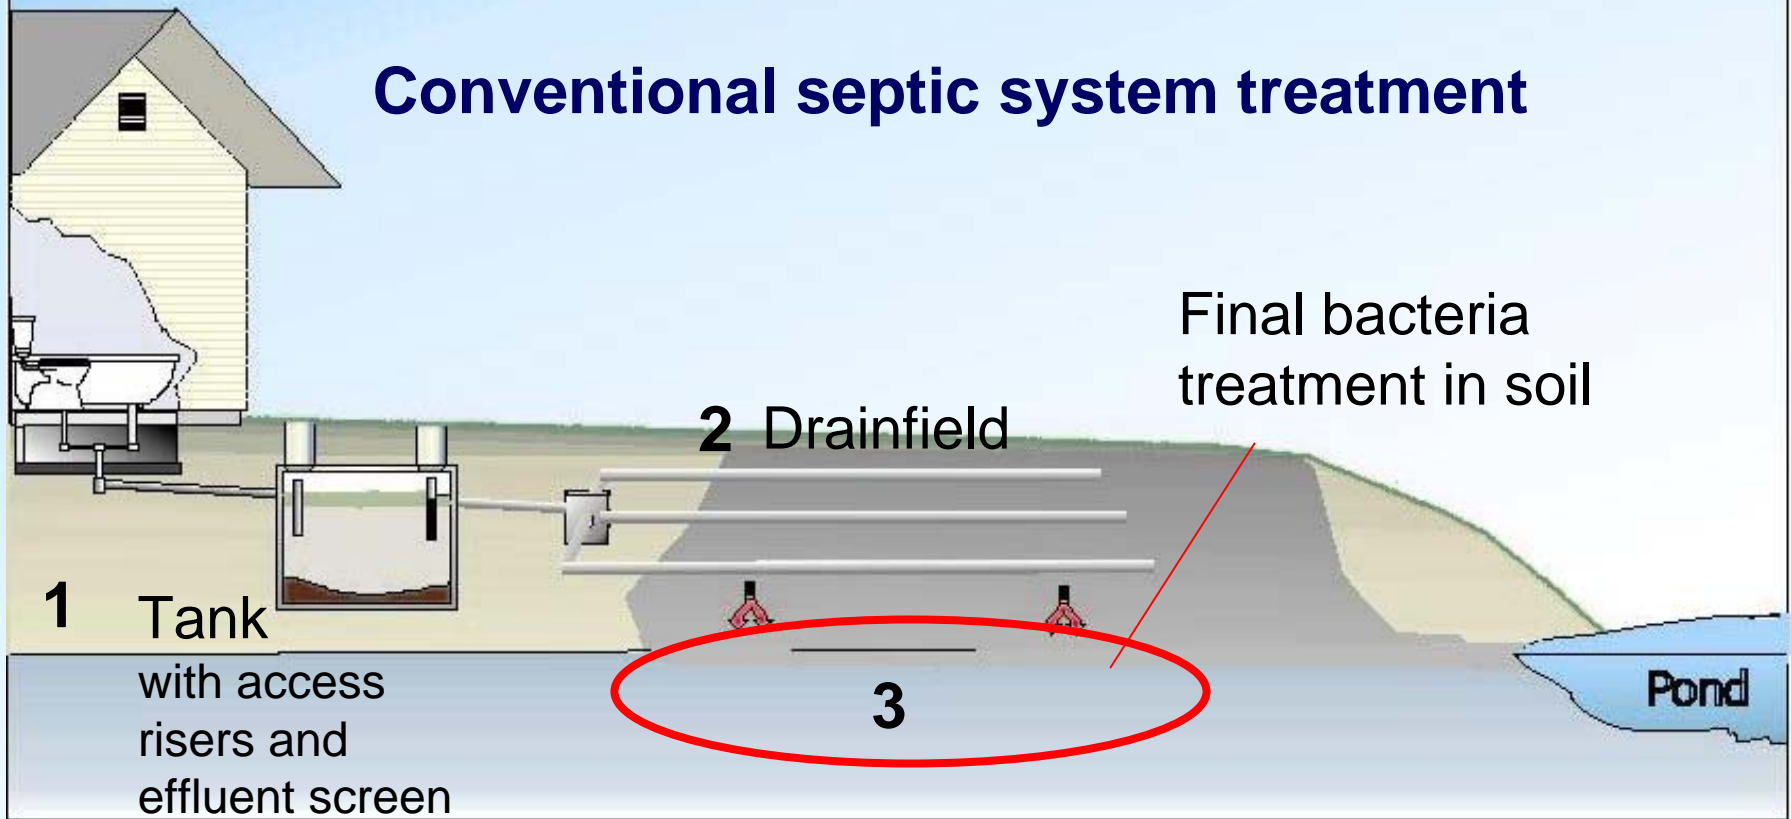 Conventional septic system treatment
Final bacteria
treatment in soil
2 Drainfield
1 Tank
with access
risers and
effluent screen
3
Pond